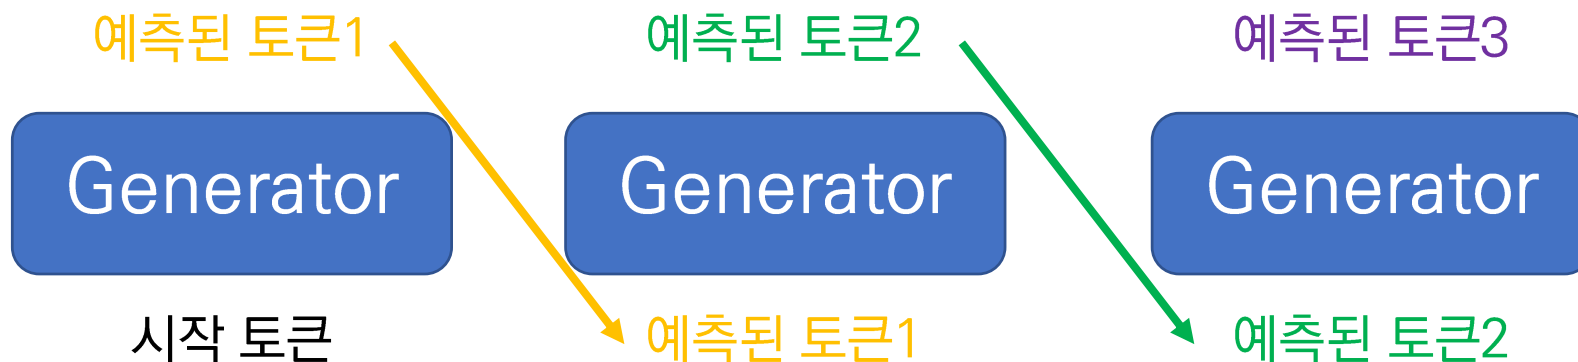 예측된 토큰1 예측된 토큰2 예측된 토큰3
Generator Generator Generator
시작 토큰 예측된 토큰1 예측된 토큰2